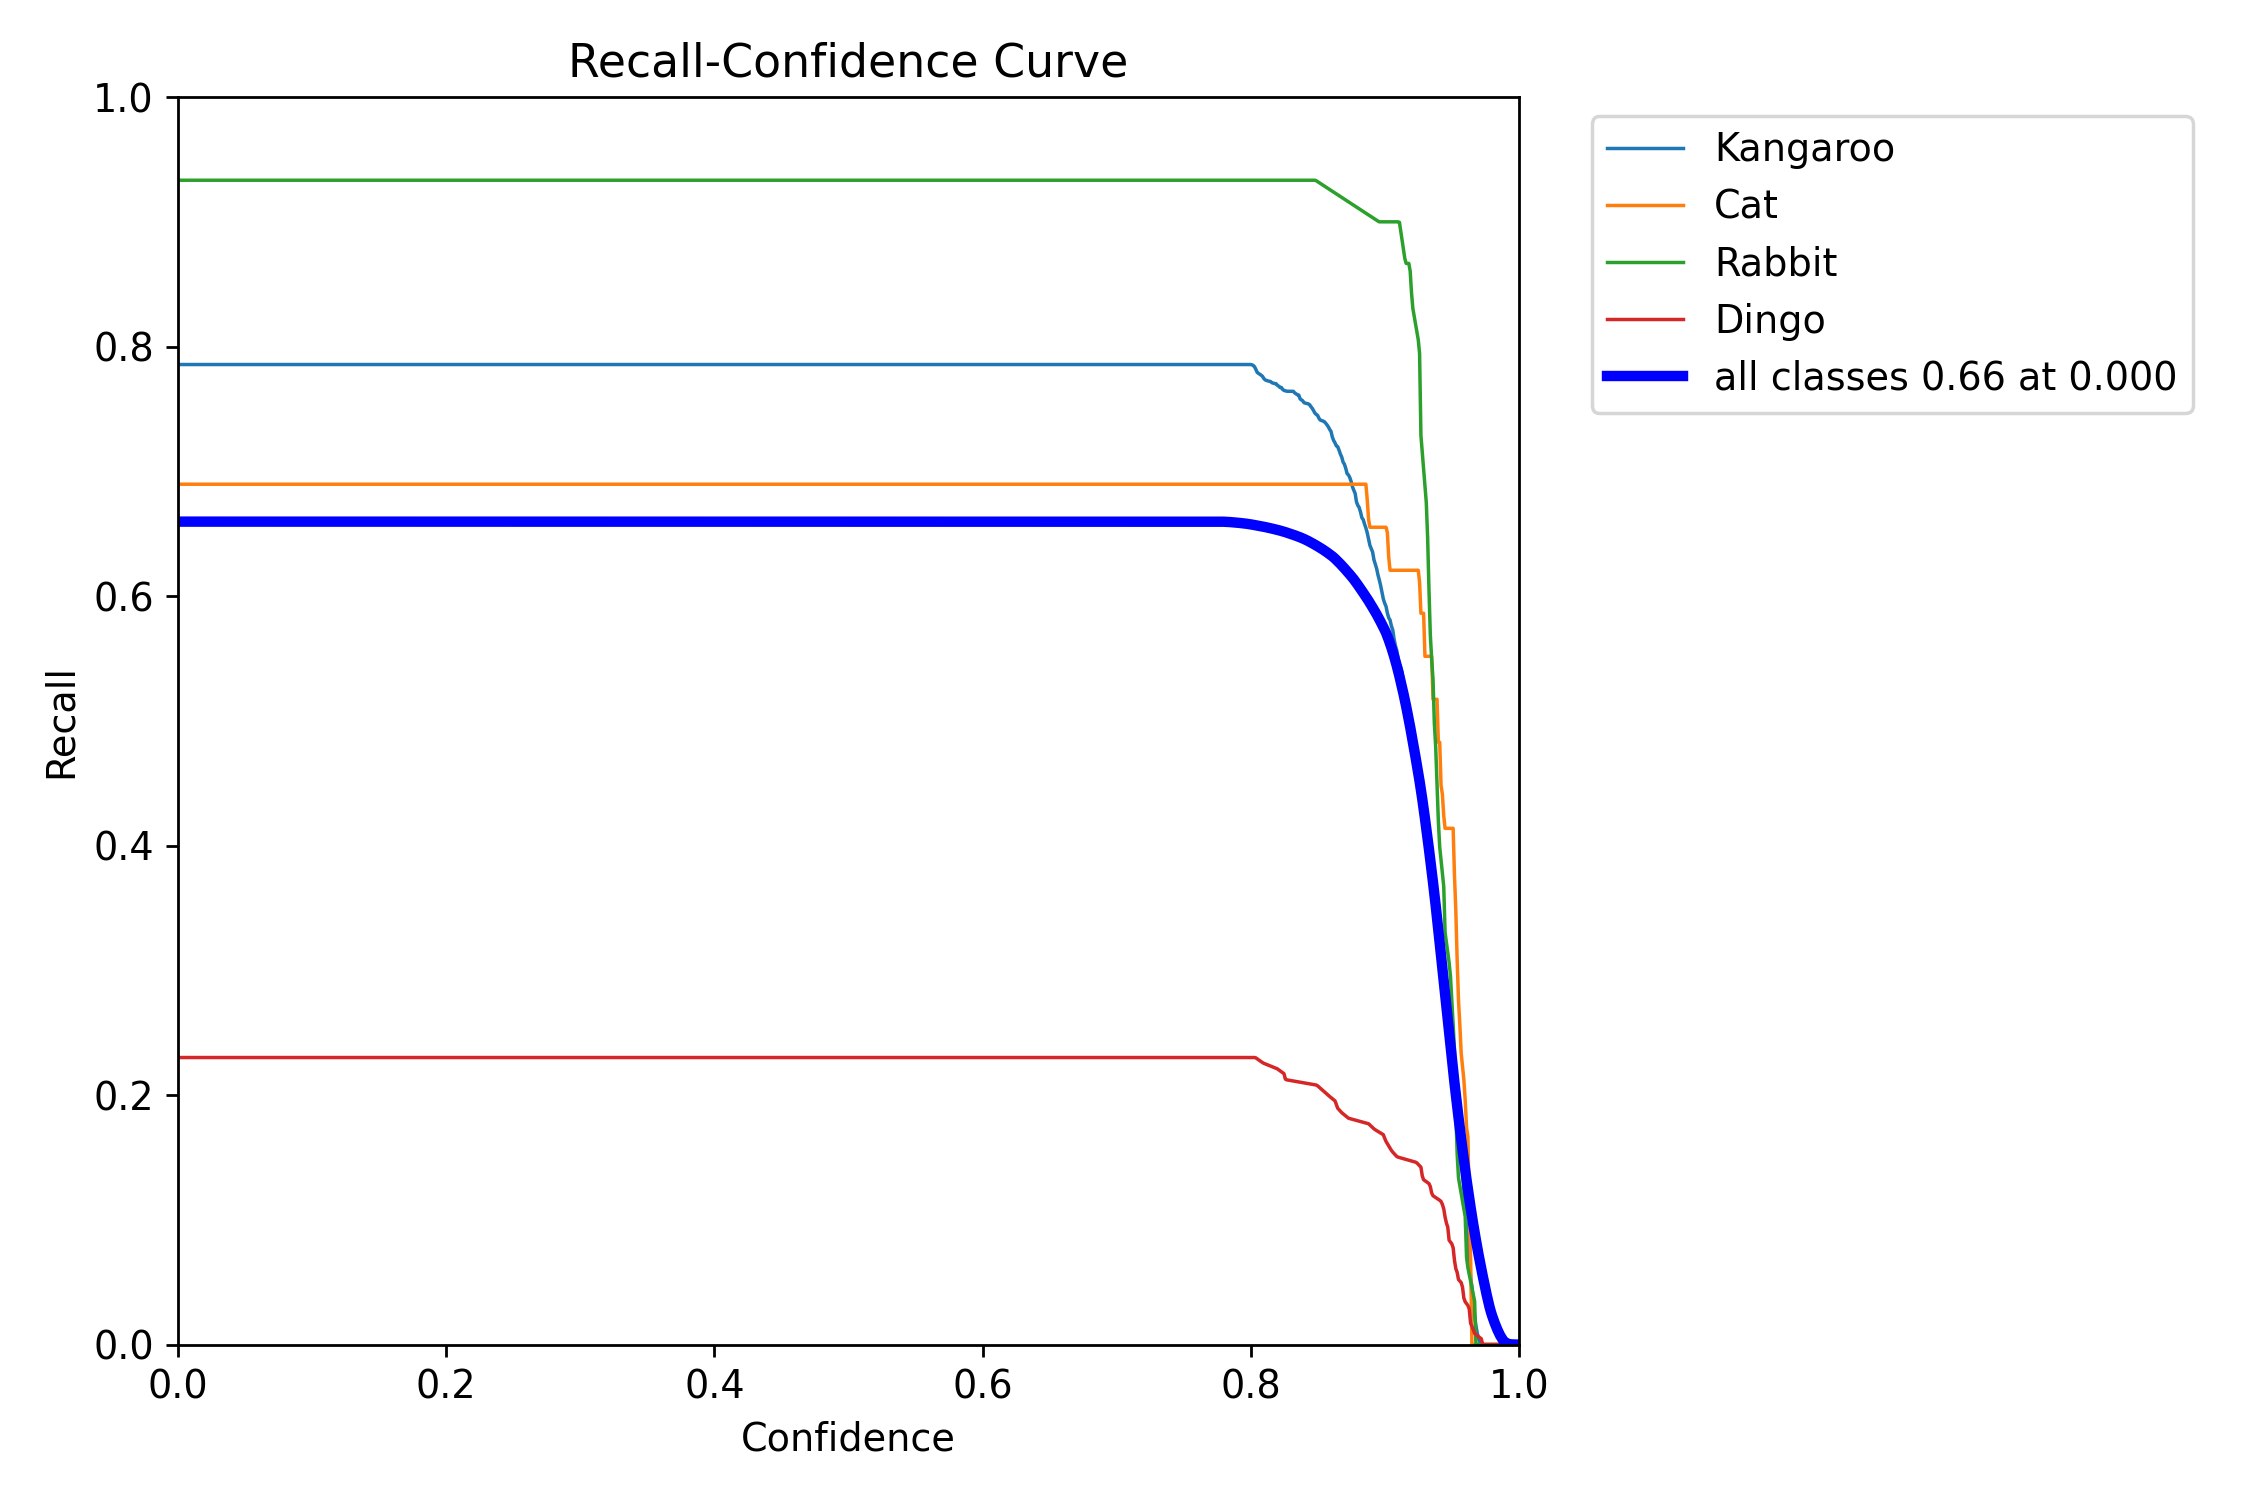 Recall-Confidence Curve
1.0
0.8
0.6
0.4
0.2
0.0
Recall
0.0 0.2 0.4 0.6 0.8 1.0
Confidence
Kangaroo
Cat
Rabbit
Dingo
all classes 0.66 at 0.000